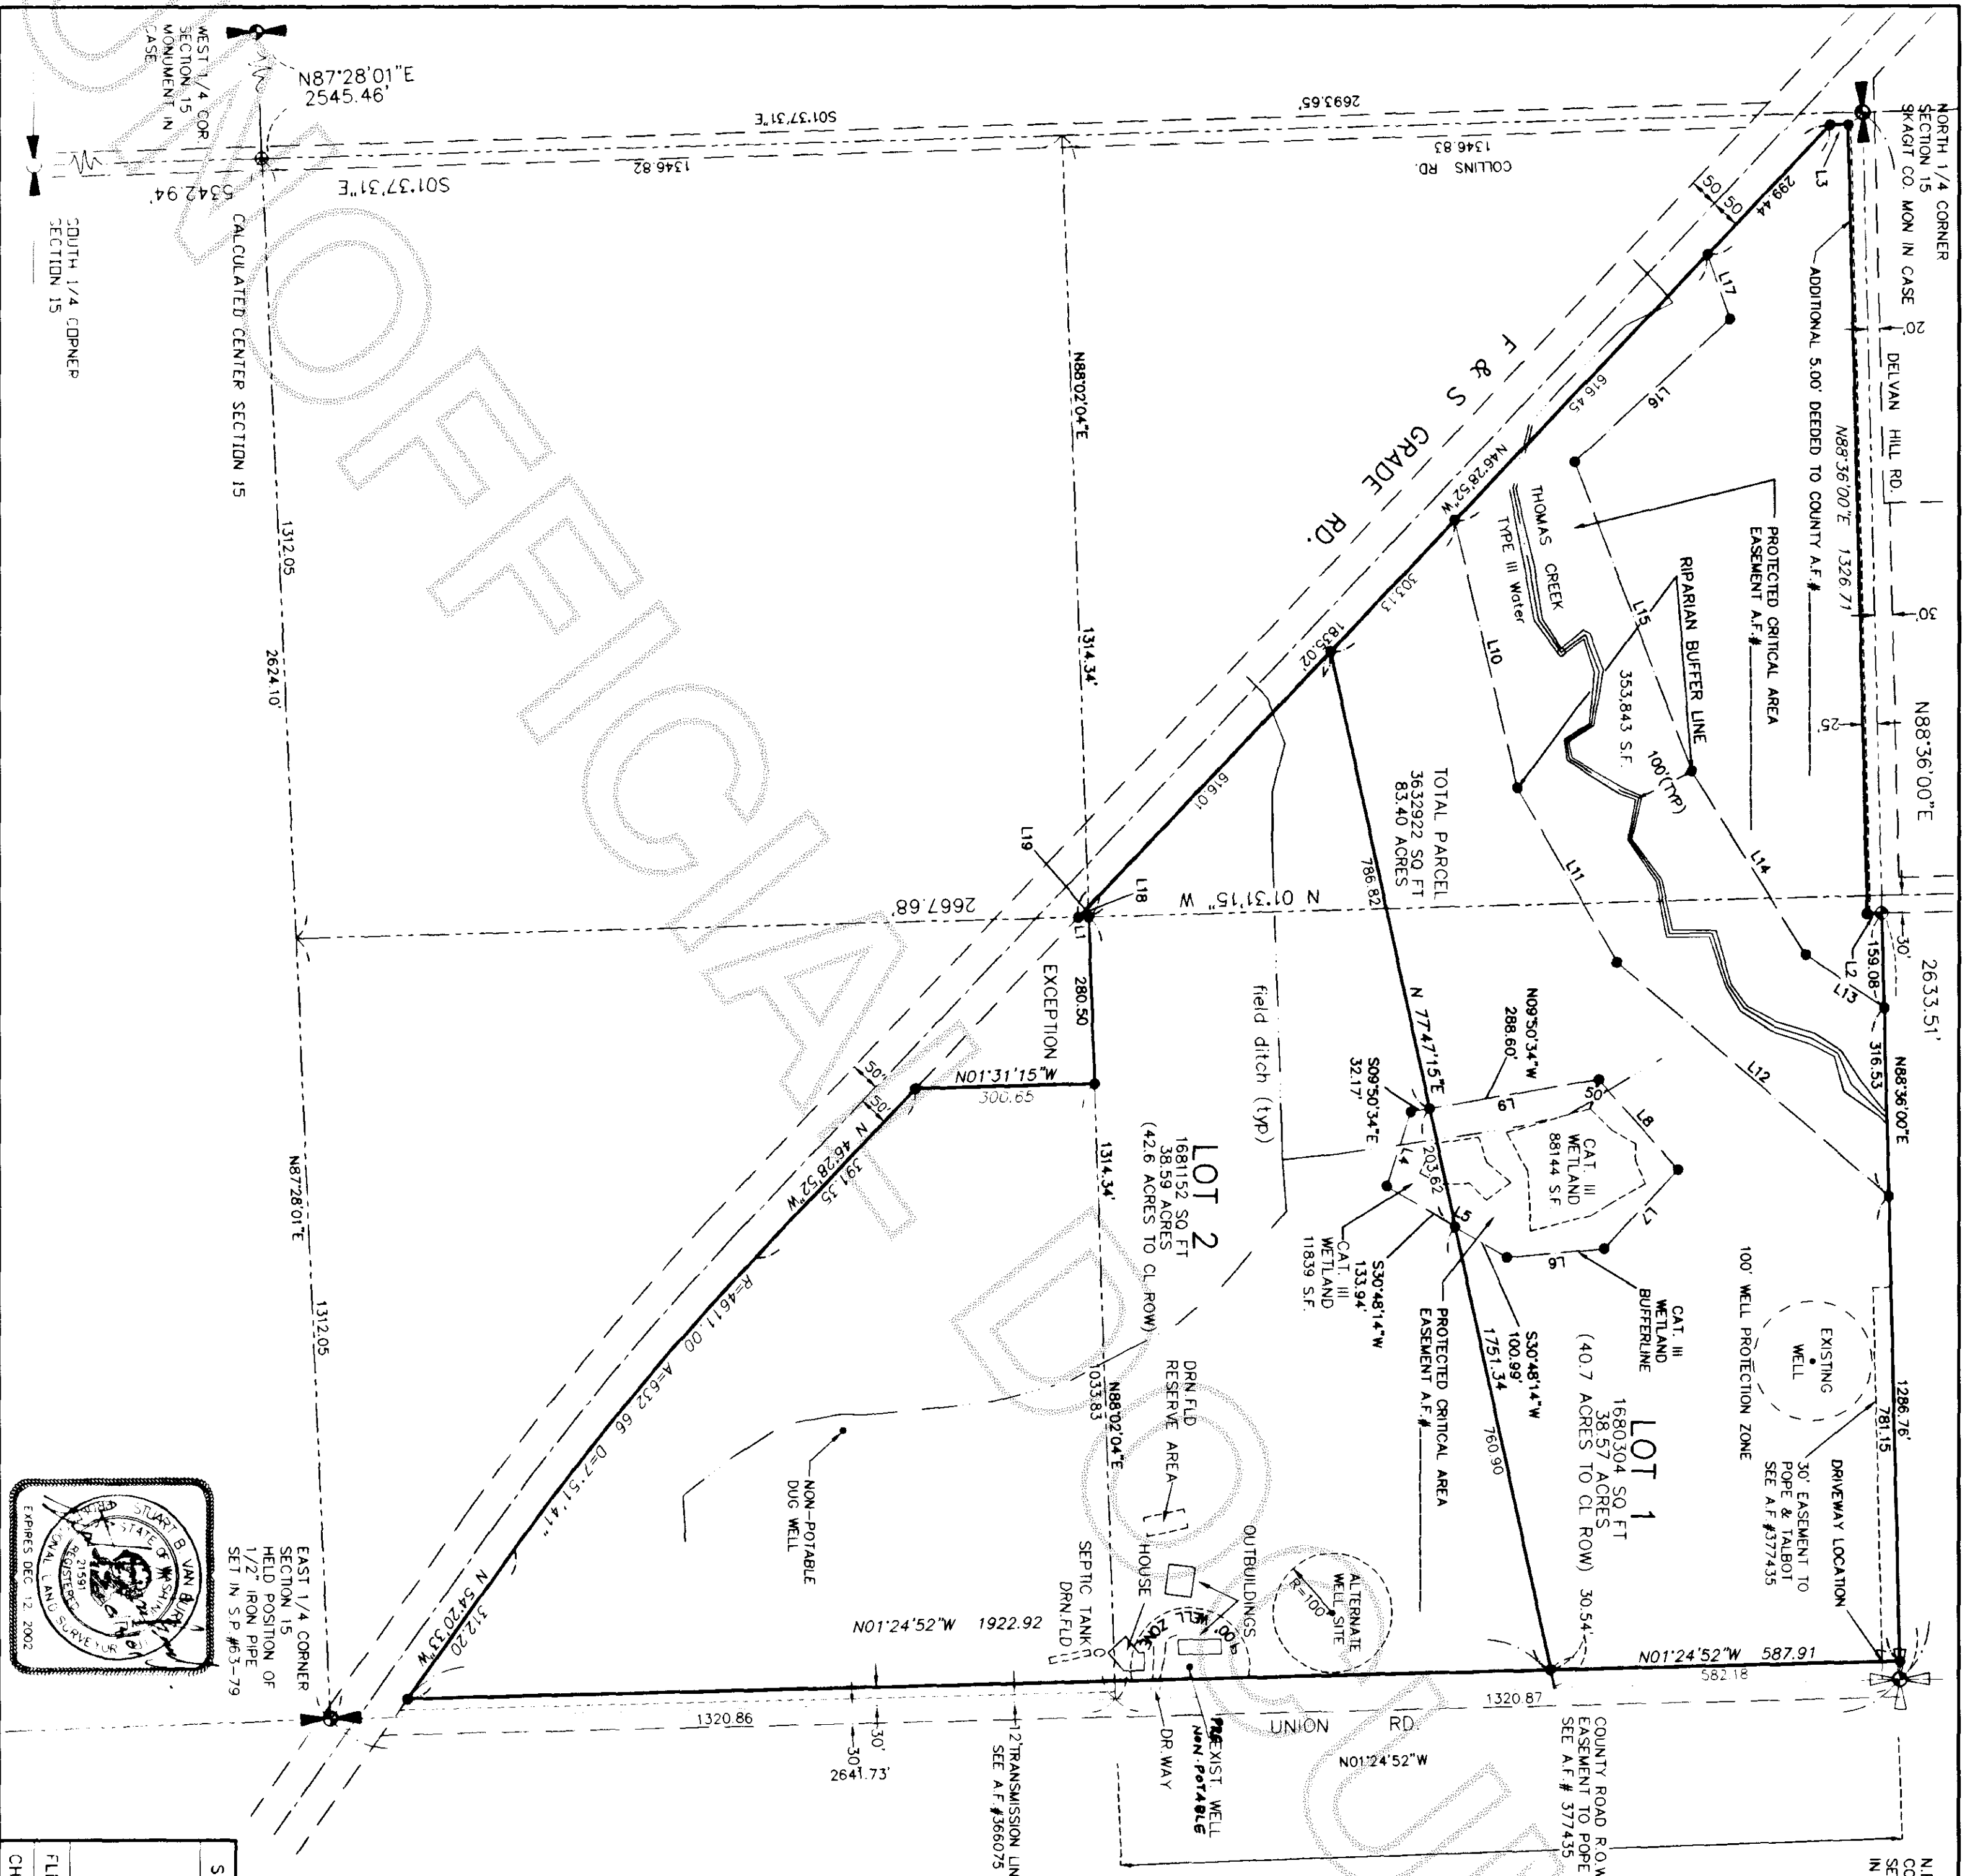 NORTH 1/4 CORNER
SECTION 15
SKAGIT CO. MON IN CASE
20'
DELVAN HILL RD.
30'
N88°36'00"E
2633.51'
N88°36'00"E 1326.71
ADDITIONAL 5.00' DEEDED TO COUNTY A.F.#
25'
30'
L2
159.08
L13
316.53
N88°36'00"E
1286.76'
781.15
L3
299.44
50
50
L17
L16
616.45
N46°28'52"W
PROTECTED CRITICAL AREA
EASEMENT A.F.#
RIPARIAN BUFFER LINE
L15
THOMAS CREEK
TYPE III Water
353,843 S.F.
100'(TYP)
L14
L10
L11
L12
303.13
1835.02'
616.01
F & S GRADE RD.
COLLINS RD.
2693.65'
1346.83
S01°37'31"E
1346.82
S01°37'31"E
5342.94'
N87°28'01"E
2545.46'
WEST 1/4 COR.
SECTION 15
MONUMENT IN
CASE
CALCULATED CENTER SECTION 15
SOUTH 1/4 CORNER
SECTION 15
N88°02'04"E
1314.34'
1312.05
2624.10'
N87°28'01"E
1312.05
TOTAL PARCEL
3632922 SQ FT
83.40 ACRES
786.82
N 77°47'15"E
N 01°31'15" W
2667.68'
L19
L18
L1
280.50
EXCEPTION
N01°31'15"W
300.65
field ditch (typ)
N09°50'34"W
288.60'
S09°50'34"E
32.17'
L9
50'
L8
CAT. III
WETLAND
88144 S.F.
L7
L6
L4
203.62
L5
CAT. III
WETLAND
11839 S.F.
S30°48'14"W
133.94'
S30°48'14"W
100.99'
1751.34
760.90
CAT. III
WETLAND
BUFFERLINE
PROTECTED CRITICAL AREA
EASEMENT A.F.#
LOT 2
1681152 SQ FT
38.59 ACRES
(42.6 ACRES TO CL ROW)
LOT 1
1680304 SQ FT
38.57 ACRES
(40.7 ACRES TO CL ROW)
30.54'
100' WELL PROTECTION ZONE
EXISTING
WELL
DRIVEWAY LOCATION
30' EASEMENT TO
POPE & TALBOT
SEE A.F.#377435
1314.34'
1033.83
N88°02'04"E
50'
50'
N 46°28'52"W
391.35
R=4611.00 A=632.66 D=7°51'41"
N 54°20'33"W
312.20
NON-POTABLE
DUG WELL
DRN.FLD
RESERVE AREA
OUTBUILDINGS
HOUSE
SEPTIC TANK
DRN.FLD
100' WELL
ZONE
ALTERNATE
WELL SITE
R=100'
N01°24'52"W 1922.92
N01°24'52"W 587.91
582.18
1320.87
1320.86
30'
30'
2641.73'
12' TRANSMISSION LIN
SEE A.F.#366075
DR.WAY
PREEXIST. WELL
NON-POTABLE
UNION RD.
N01°24'52"W
COUNTY ROAD R.O.W
EASEMENT TO POPE
SEE A.F.# 377435
EAST 1/4 CORNER
SECTION 15
HELD POSITION OF
1/2" IRON PIPE
SET IN S.P #63-79
STUART B VAN BUR
STATE OF WASHIN
21591
REGISTERED
LAND SURVEYOR
EXPIRES DEC. 12, 2002
UNOFFICIAL DOCU